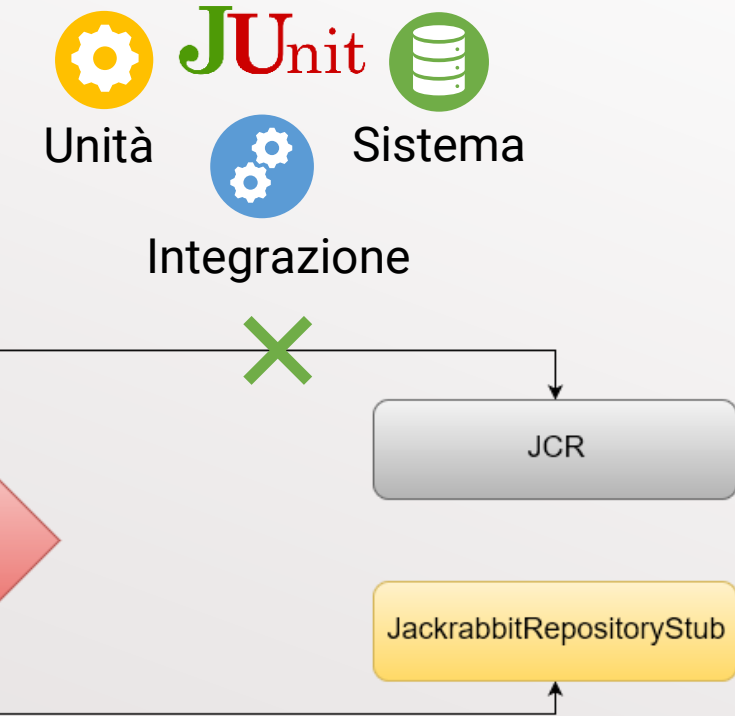 JUnit
Unità
Sistema
Integrazione
JCR
JackrabbitRepositoryStub